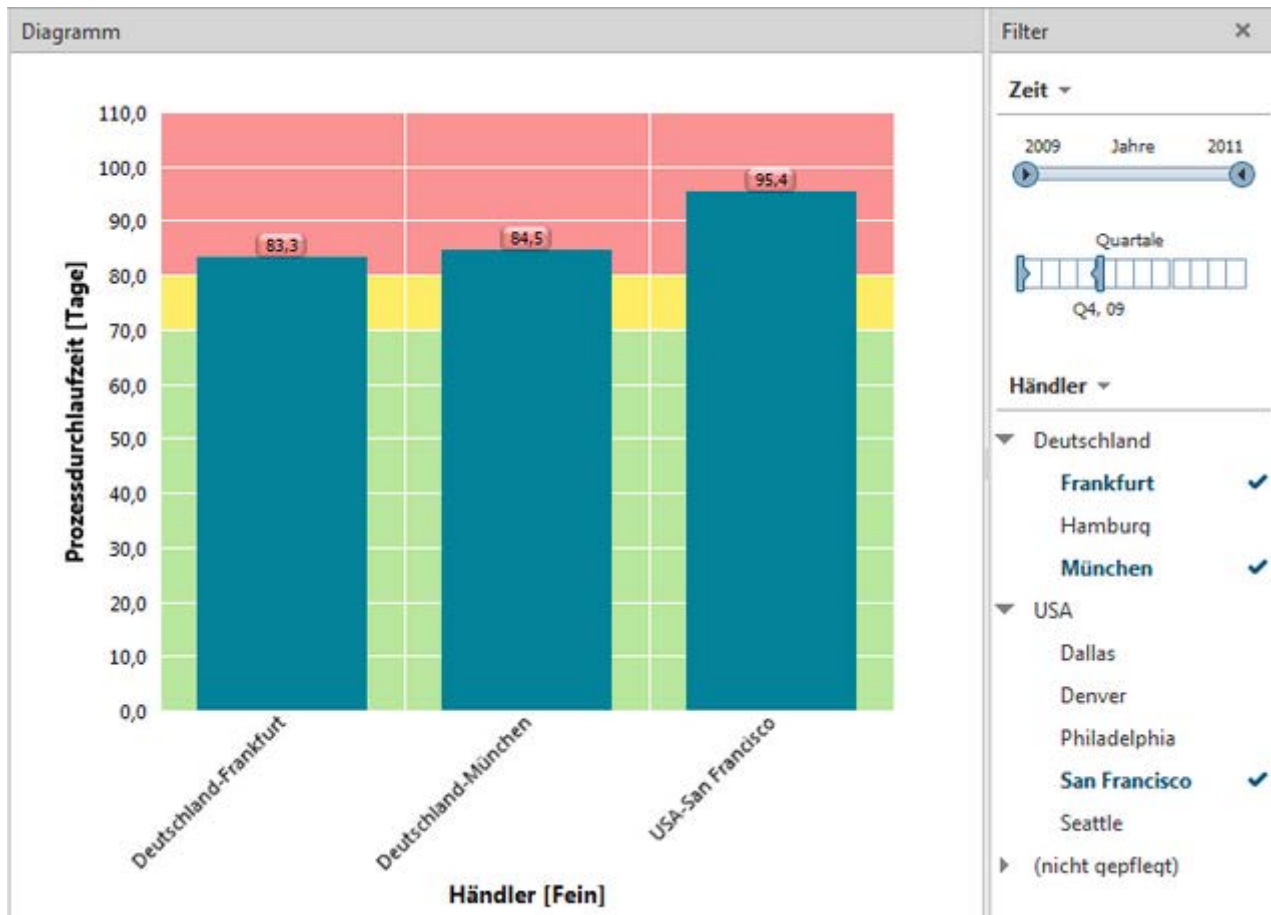 Diagramm
110,0
100,0
90,0
80,0
70,0
60,0
50,0
40,0
30,0
20,0
10,0
0,0
Prozessdurchlaufzeit [Tage]
83,3
84,5
95,4
Deutschland-Frankfurt
Deutschland-München
USA-San Francisco
Händler [Fein]
Filter
Zeit
2009 Jahre 2011
Quartale
Q4, 09
Händler
Deutschland
Frankfurt
Hamburg
München
USA
Dallas
Denver
Philadelphia
San Francisco
Seattle
(nicht gepflegt)